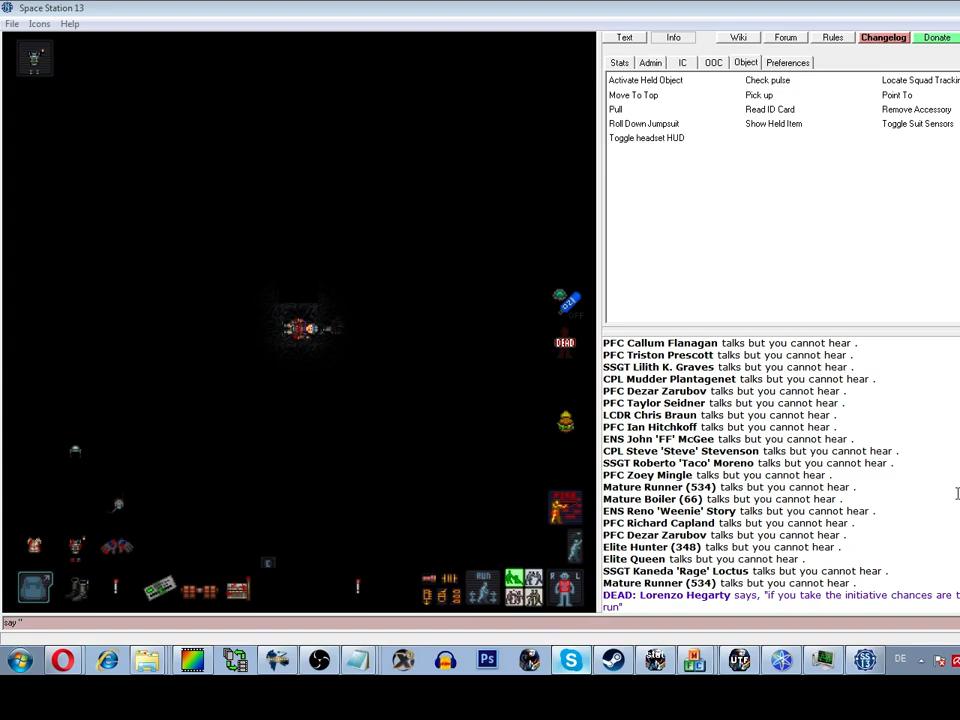 Space Station 13
File Icons Help
Text Info Wiki Forum Rules Changelog Donate
Stats Admin IC OOC Object Preferences
Activate Held Object Check pulse Locate Squad Trackin
Move To Top Pick up Point To
Pull Read ID Card Remove Accessory
Roll Down Jumpsuit Show Held Item Toggle Suit Sensors
Toggle headset HUD
OFF
DEAD
PFC Callum Flanagan talks but you cannot hear .
PFC Triston Prescott talks but you cannot hear .
SSGT Lilith K. Graves talks but you cannot hear .
CPL Mudder Plantagenet talks but you cannot hear .
PFC Dezar Zarubov talks but you cannot hear .
PFC Taylor Seidner talks but you cannot hear .
LCDR Chris Braun talks but you cannot hear .
PFC Ian Hitchkoff talks but you cannot hear .
ENS John 'FF' McGee talks but you cannot hear .
CPL Steve 'Steve' Stevenson talks but you cannot hear .
SSGT Roberto 'Taco' Moreno talks but you cannot hear .
PFC Zoey Mingle talks but you cannot hear .
Mature Runner (534) talks but you cannot hear .
Mature Boiler (66) talks but you cannot hear .
ENS Reno 'Weenie' Story talks but you cannot hear .
PFC Richard Capland talks but you cannot hear .
PFC Dezar Zarubov talks but you cannot hear .
Elite Hunter (348) talks but you cannot hear .
Elite Queen talks but you cannot hear .
SSGT Kaneda 'Rage' Loctus talks but you cannot hear .
Mature Runner (534) talks but you cannot hear .
DEAD: Lorenzo Hegarty says, "if you take the initiative chances are t
run"
RUN
R L
say "
Ps
UTF
DE